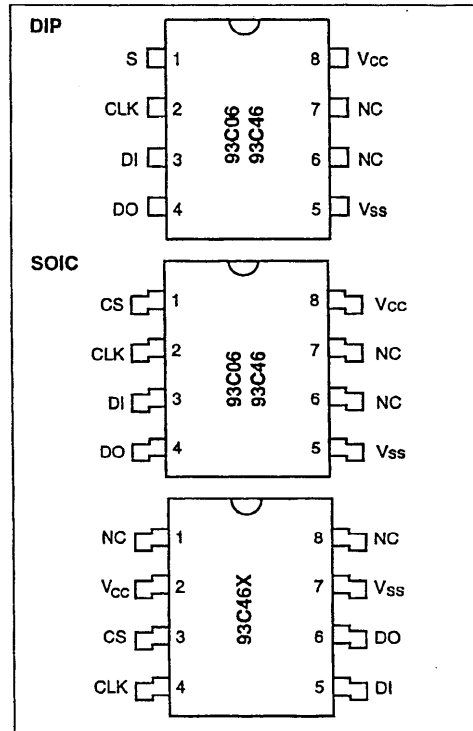 DIP
S 1 8 Vcc
CLK 2 7 NC
DI 3 6 NC
DO 4 5 Vss
93C06
93C46
SOIC
CS 1 8 Vcc
CLK 2 7 NC
DI 3 6 NC
DO 4 5 Vss
93C06
93C46
NC 1 8 NC
Vcc 2 7 Vss
CS 3 6 DO
CLK 4 5 DI
93C46X